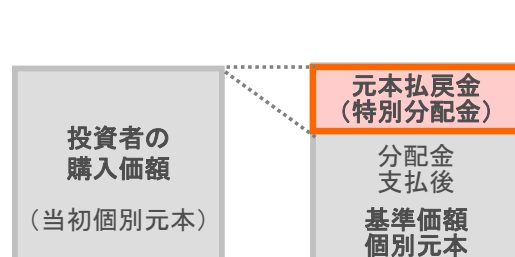 投資者の
購入価額
（当初個別元本）
元本払戻金
（特別分配金）
分配金
支払後
基準価額
個別元本